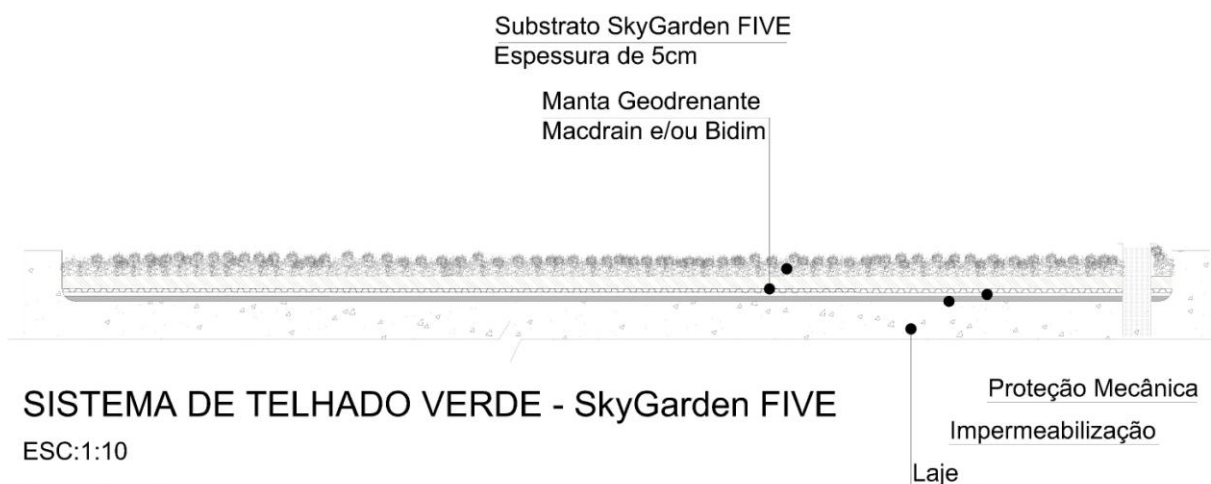 Substrato SkyGarden FIVE
Espessura de 5cm
Manta Geodrenante
Macdrain e/ou Bidim
SISTEMA DE TELHADO VERDE - SkyGarden FIVE
ESC:1:10
Proteção Mecânica
Impermeabilização
Laje